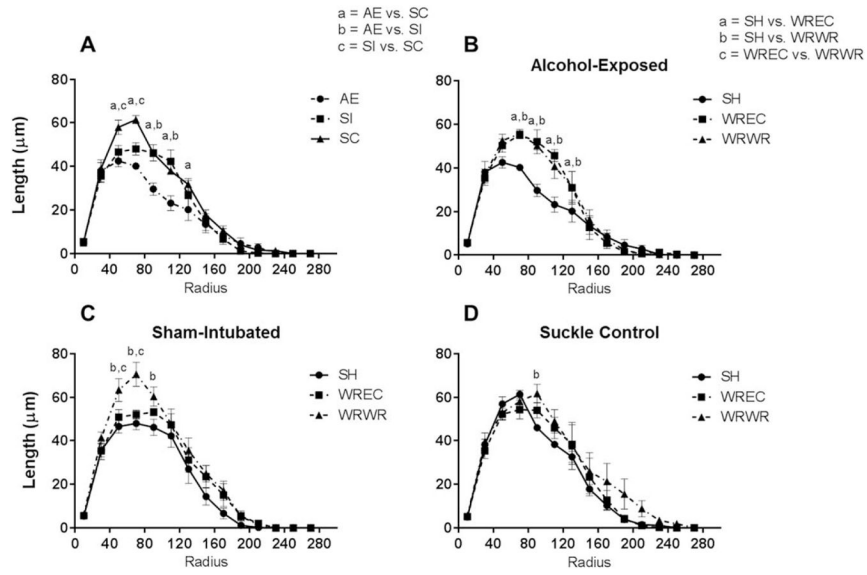 a = AE vs. SC
b = AE vs. SI
c = SI vs. SC
a = SH vs. WREC
b = SH vs. WRWR
c = WREC vs. WRWR
A
80
60
40
20
0
Length (μm)
a,c
a,c
a,b
a,b
a
AE
SI
SC
0 40 80 120 160 200 240 280
Radius
B
Alcohol-Exposed
80
60
40
20
0
a,b
a,b
a,b
a,b
SH
WREC
WRWR
0 40 80 120 160 200 240 280
Radius
C
Sham-Intubated
80
60
40
20
0
Length (μm)
b,c
b,c
b
SH
WREC
WRWR
0 40 80 120 160 200 240 280
Radius
D
Suckle Control
80
60
40
20
0
b
SH
WREC
WRWR
0 40 80 120 160 200 240 280
Radius